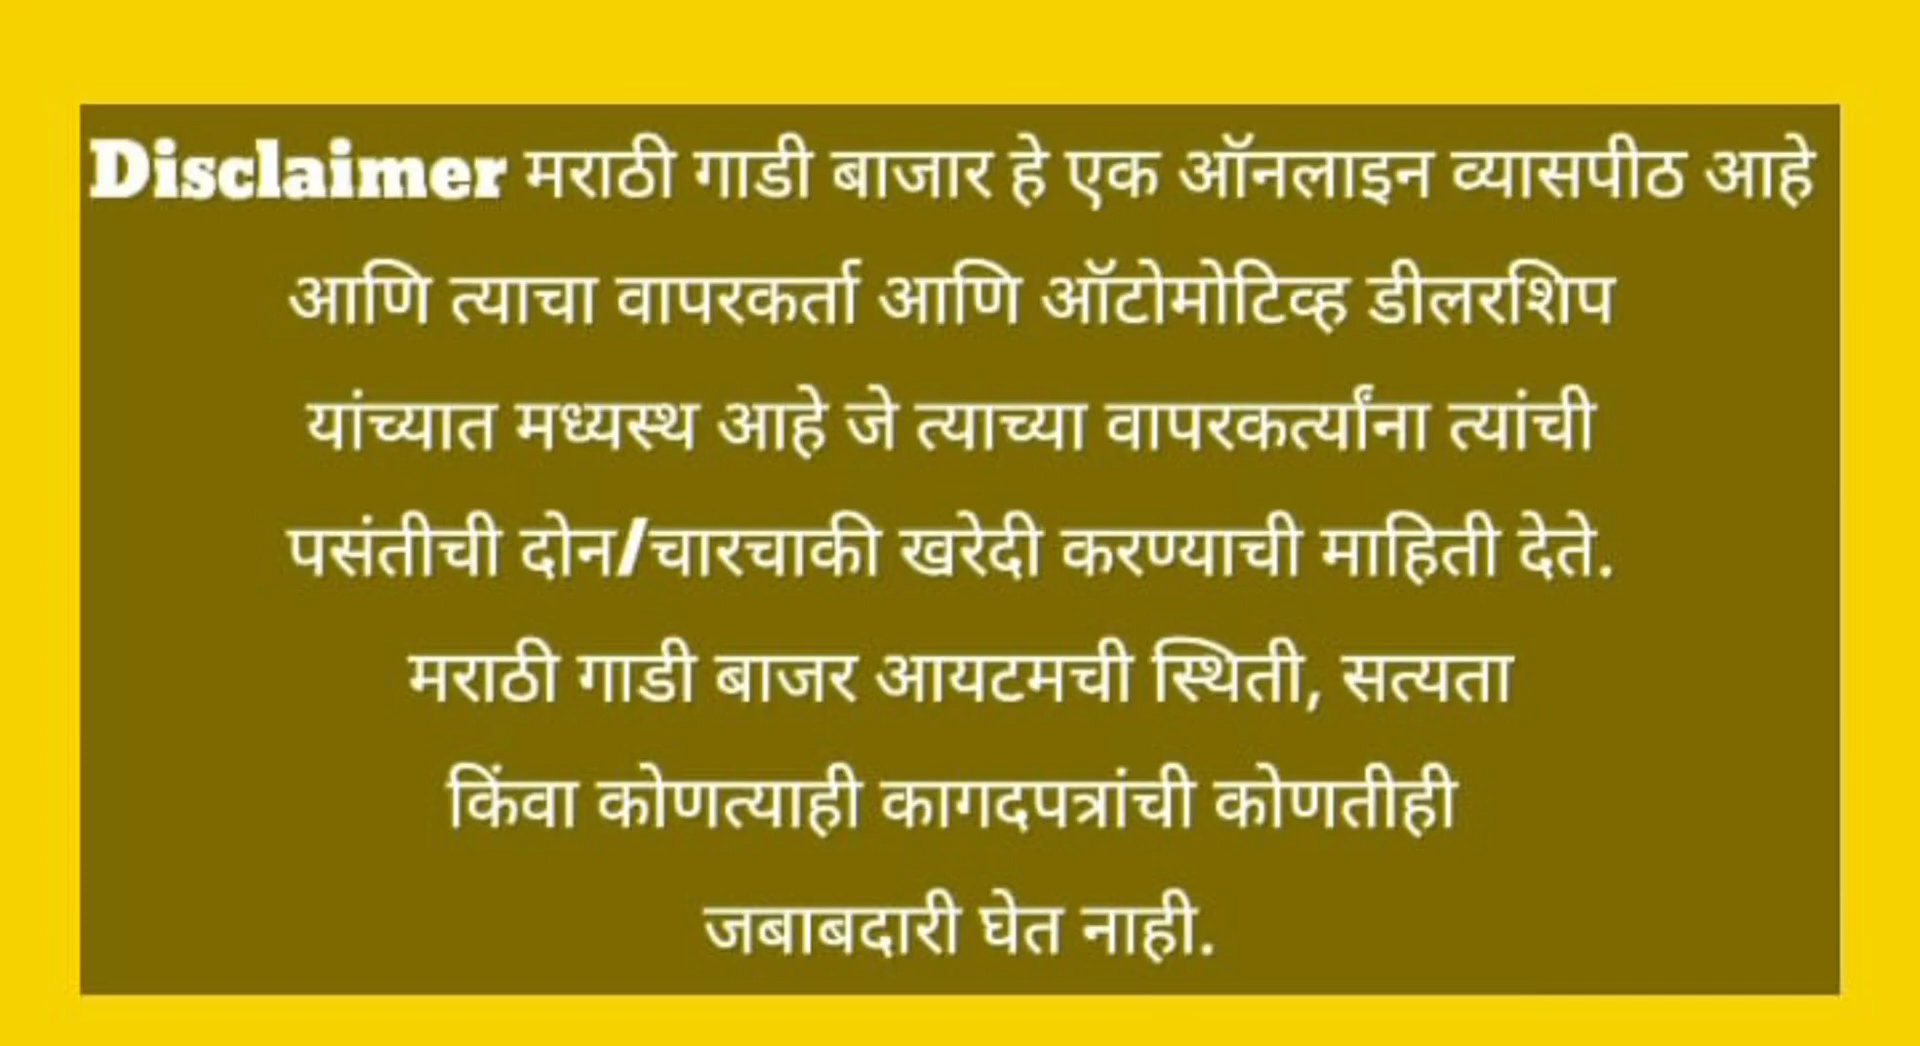 Disclaimer मराठी गाडी बाजार हे एक ऑनलाइन व्यासपीठ आहे
आणि त्याचा वापरकर्ता आणि ऑटोमोटिव्ह डीलरशिप
यांच्यात मध्यस्थ आहे जे त्याच्या वापरकर्त्यांना त्यांची
पसंतीची दोन/चारचाकी खरेदी करण्याची माहिती देते.
मराठी गाडी बाजर आयटमची स्थिती, सत्यता
किंवा कोणत्याही कागदपत्रांची कोणतीही
जबाबदारी घेत नाही.